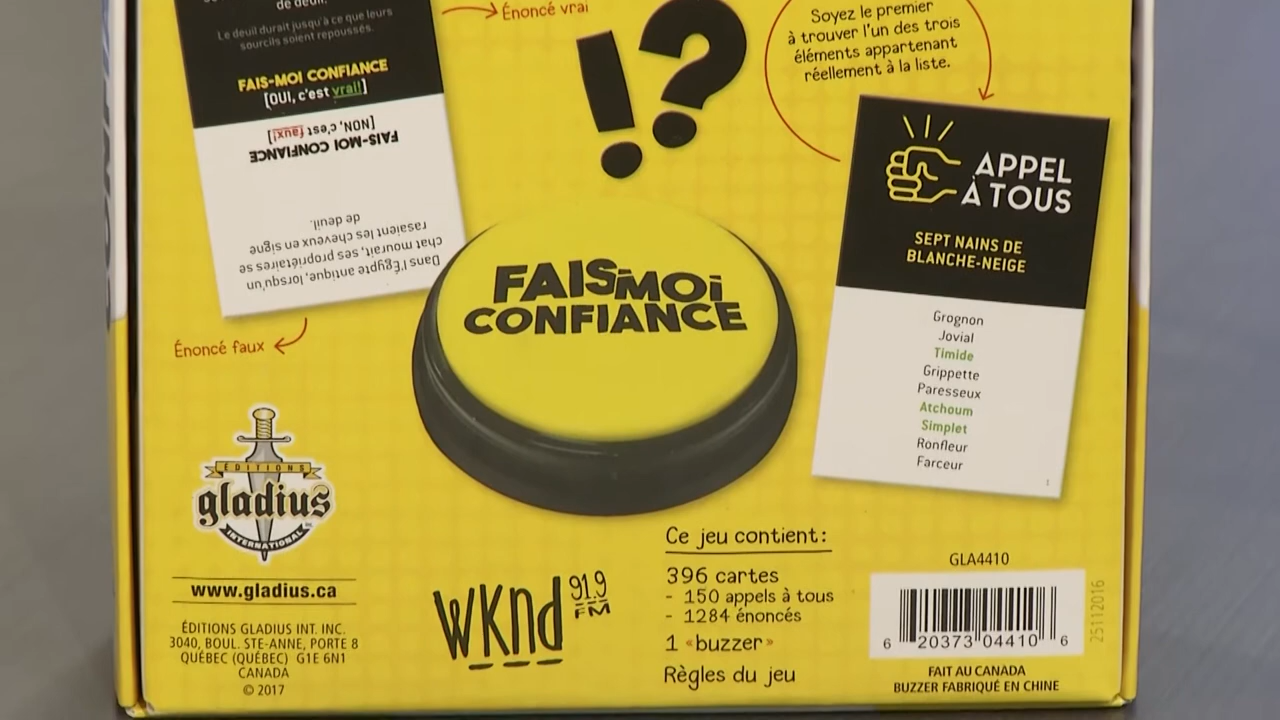 de deuil.
Le deuil durait jusqu'à ce que leurs
sourcils soient repoussés.
FAIS-MOI CONFIANCE
[OUI, c'est vrai!]
[NON, c'est faux!]
FAIS-MOI CONFIANCE
Dans l'Égypte antique, lorsqu'un
chat mourait, ses propriétaires se
rasaient les cheveux en signe
de deuil.
Énoncé vrai
Énoncé faux
!?
Soyez le premier
à trouver l'un des trois
éléments appartenant
réellement à la liste.
APPEL
À TOUS
SEPT NAINS DE
BLANCHE-NEIGE
Grognon
Jovial
Timide
Grippette
Paresseux
Atchoum
Simplet
Ronfleur
Farceur
1
FAIS-MOI
CONFIANCE
ÉDITIONS
gladius
INTERNATIONAL
www.gladius.ca
ÉDITIONS GLADIUS INT. INC.
3040, BOUL. STE-ANNE, PORTE 8
QUÉBEC (QUÉBEC) G1E 6N1
CANADA
© 2017
WKND 91.9
FM
Ce jeu contient:
396 cartes
- 150 appels à tous
- 1284 énoncés
1 «buzzer»
Règles du jeu
GLA4410
6 20373 04410 6
25112016
FAIT AU CANADA
BUZZER FABRIQUÉ EN CHINE